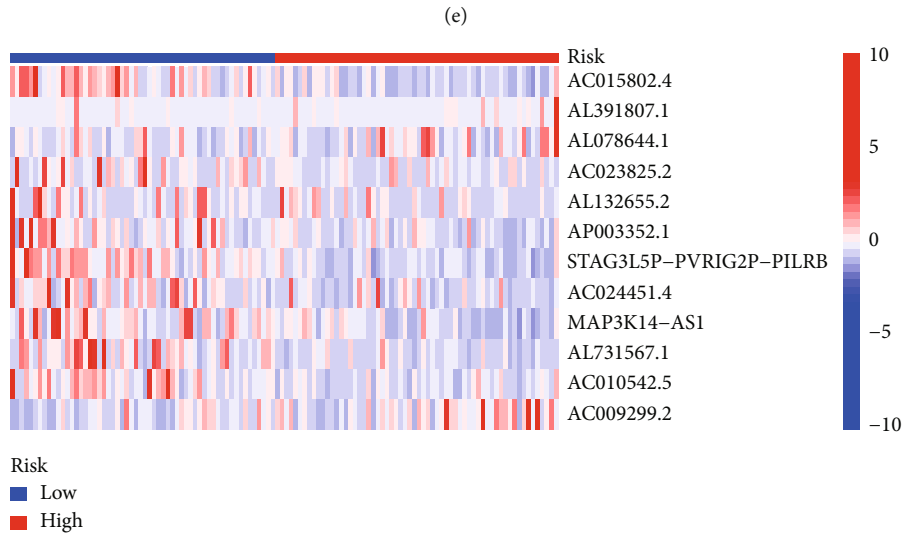 (e)
Risk
AC015802.4
AL391807.1
AL078644.1
AC023825.2
AL132655.2
AP003352.1
STAG3L5P−PVRIG2P−PILRB
AC024451.4
MAP3K14−AS1
AL731567.1
AC010542.5
AC009299.2
10
5
0
−5
−10
Risk
Low
High